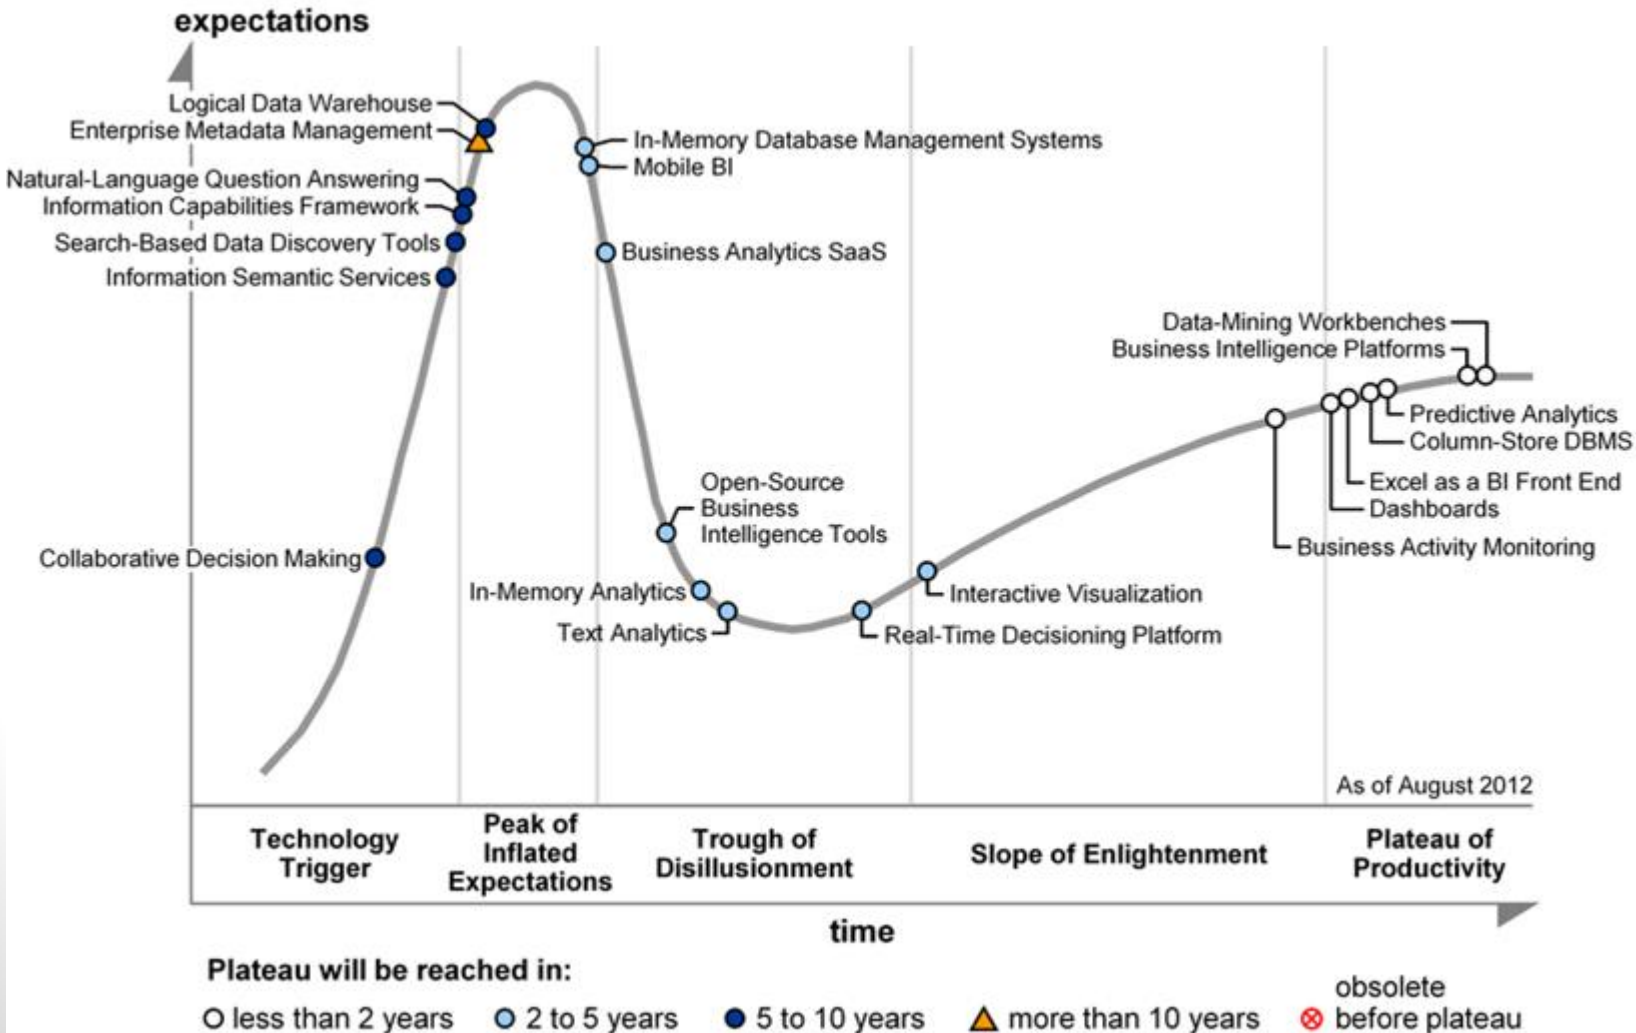 expectations
Logical Data Warehouse
Enterprise Metadata Management
Natural-Language Question Answering
Information Capabilities Framework
Search-Based Data Discovery Tools
Information Semantic Services
Collaborative Decision Making
In-Memory Database Management Systems
Mobile BI
Business Analytics SaaS
Open-Source
Business
Intelligence Tools
In-Memory Analytics
Text Analytics
Real-Time Decisioning Platform
Interactive Visualization
Data-Mining Workbenches
Business Intelligence Platforms
Predictive Analytics
Column-Store DBMS
Excel as a BI Front End
Dashboards
Business Activity Monitoring
As of August 2012
Technology
Trigger
Peak of
Inflated
Expectations
Trough of
Disillusionment
Slope of Enlightenment
Plateau of
Productivity
time
Plateau will be reached in:
less than 2 years
2 to 5 years
5 to 10 years
more than 10 years
obsolete
before plateau